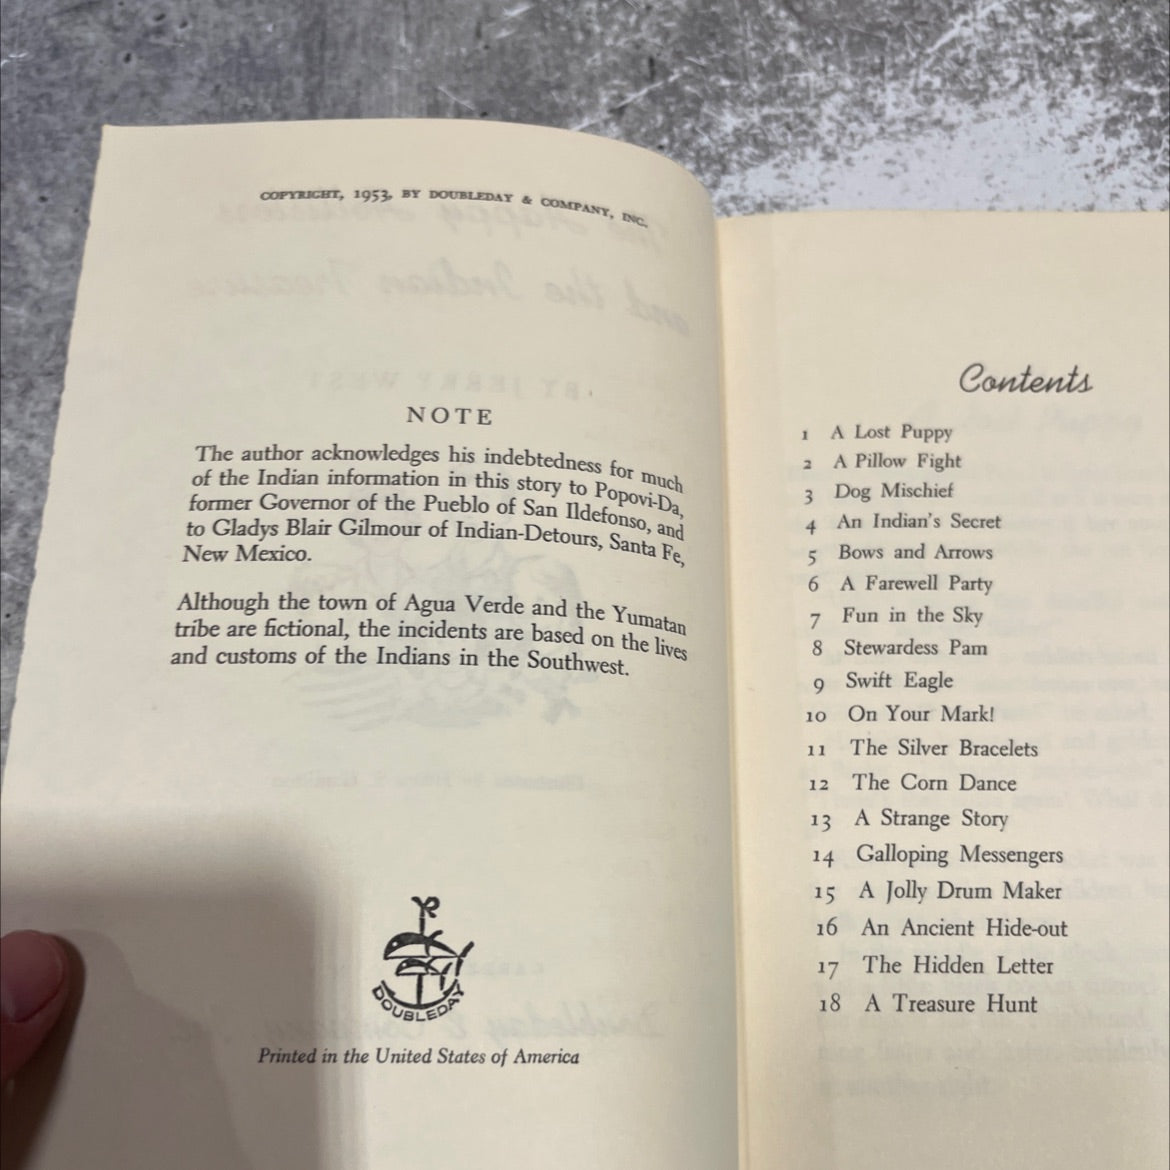 COPYRIGHT, 1953, BY DOUBLEDAY & COMPANY, INC.
NOTE
The author acknowledges his indebtedness for much
of the Indian information in this story to Popovi-Da,
former Governor of the Pueblo of San Ildefonso, and
to Gladys Blair Gilmour of Indian-Detours, Santa Fe,
New Mexico.
Although the town of Agua Verde and the Yumatan
tribe are fictional, the incidents are based on the lives
and customs of the Indians in the Southwest.
DOUBLEDAY
Printed in the United States of America
Contents
1 A Lost Puppy
2 A Pillow Fight
3 Dog Mischief
4 An Indian's Secret
5 Bows and Arrows
6 A Farewell Party
7 Fun in the Sky
8 Stewardess Pam
9 Swift Eagle
10 On Your Mark!
11 The Silver Bracelets
12 The Corn Dance
13 A Strange Story
14 Galloping Messengers
15 A Jolly Drum Maker
16 An Ancient Hide-out
17 The Hidden Letter
18 A Treasure Hunt